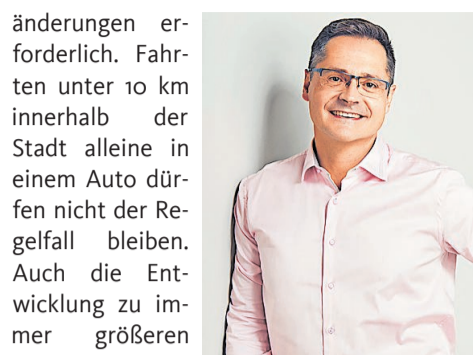 änderungen er-
forderlich. Fahr-
ten unter 10 km
innerhalb der
Stadt alleine in
einem Auto dür-
fen nicht der Re-
gelfall bleiben.
Auch die Ent-
wicklung zu im-
mer größeren